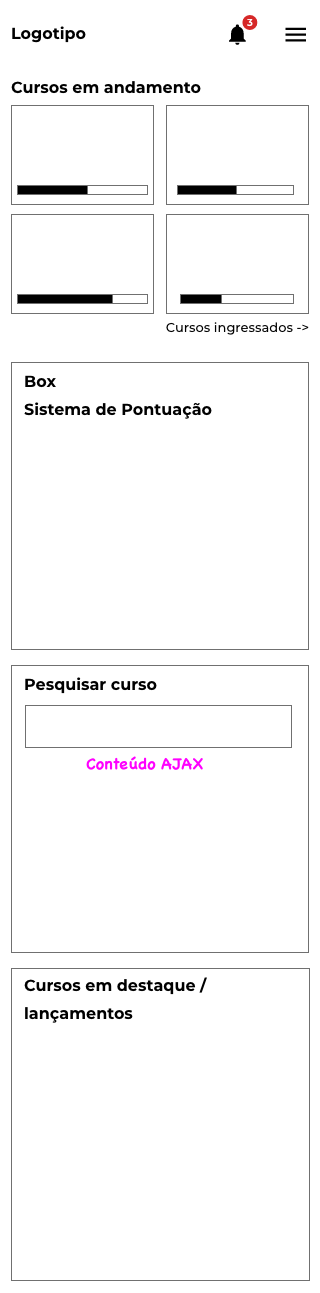 Logotipo
3
Cursos em andamento
Cursos ingressados ->
Box
Sistema de Pontuação
Pesquisar curso
Conteúdo AJAX
Cursos em destaque /
lançamentos